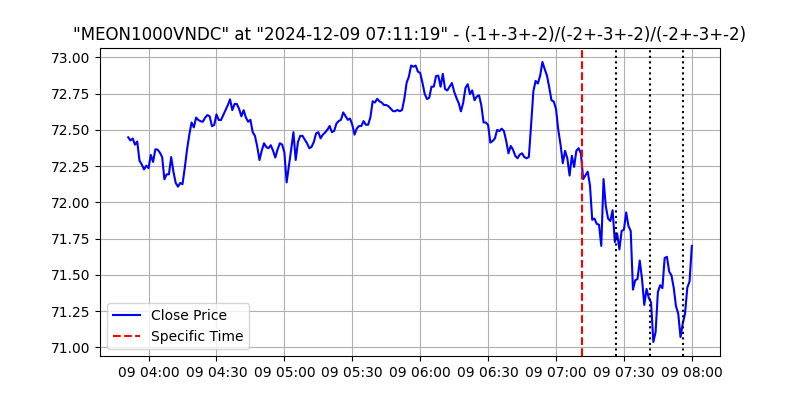 "MEON1000VNDC" at "2024-12-09 07:11:19" - (-1+-3+-2)/(-2+-3+-2)/(-2+-3+-2)
73.00
72.75
72.50
72.25
72.00
71.75
71.50
71.25
71.00
Close Price
Specific Time
09 04:00 09 04:30 09 05:00 09 05:30 09 06:00 09 06:30 09 07:00 09 07:30 09 08:00